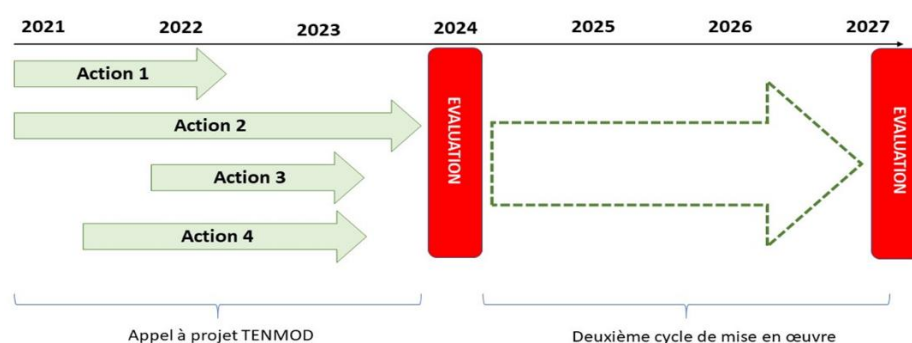 2021 2022 2023 2024 2025 2026 2027
Action 1
Action 2
Action 3
Action 4
EVALUATION
EVALUATION
Appel à projet TENMOD
Deuxième cycle de mise en œuvre